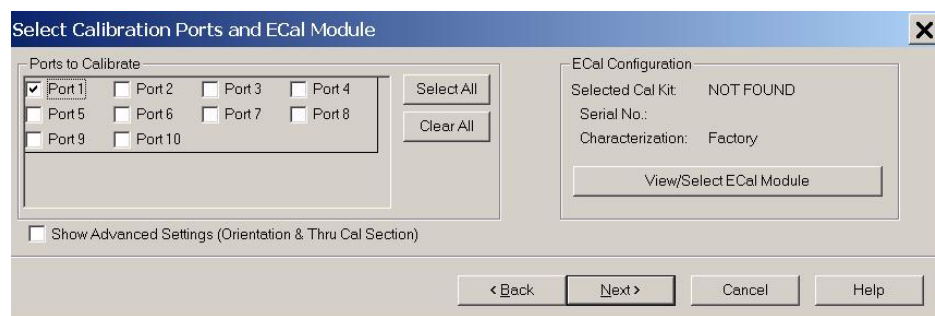 Select Calibration Ports and ECal Module
Ports to Calibrate
Port 1 Port 2 Port 3 Port 4
Port 5 Port 6 Port 7 Port 8
Port 9 Port 10
Select All
Clear All
Show Advanced Settings (Orientation & Thru Cal Section)
ECal Configuration
Selected Cal Kit: NOT FOUND
Serial No.:
Characterization: Factory
View/Select ECal Module
< Back Next > Cancel Help